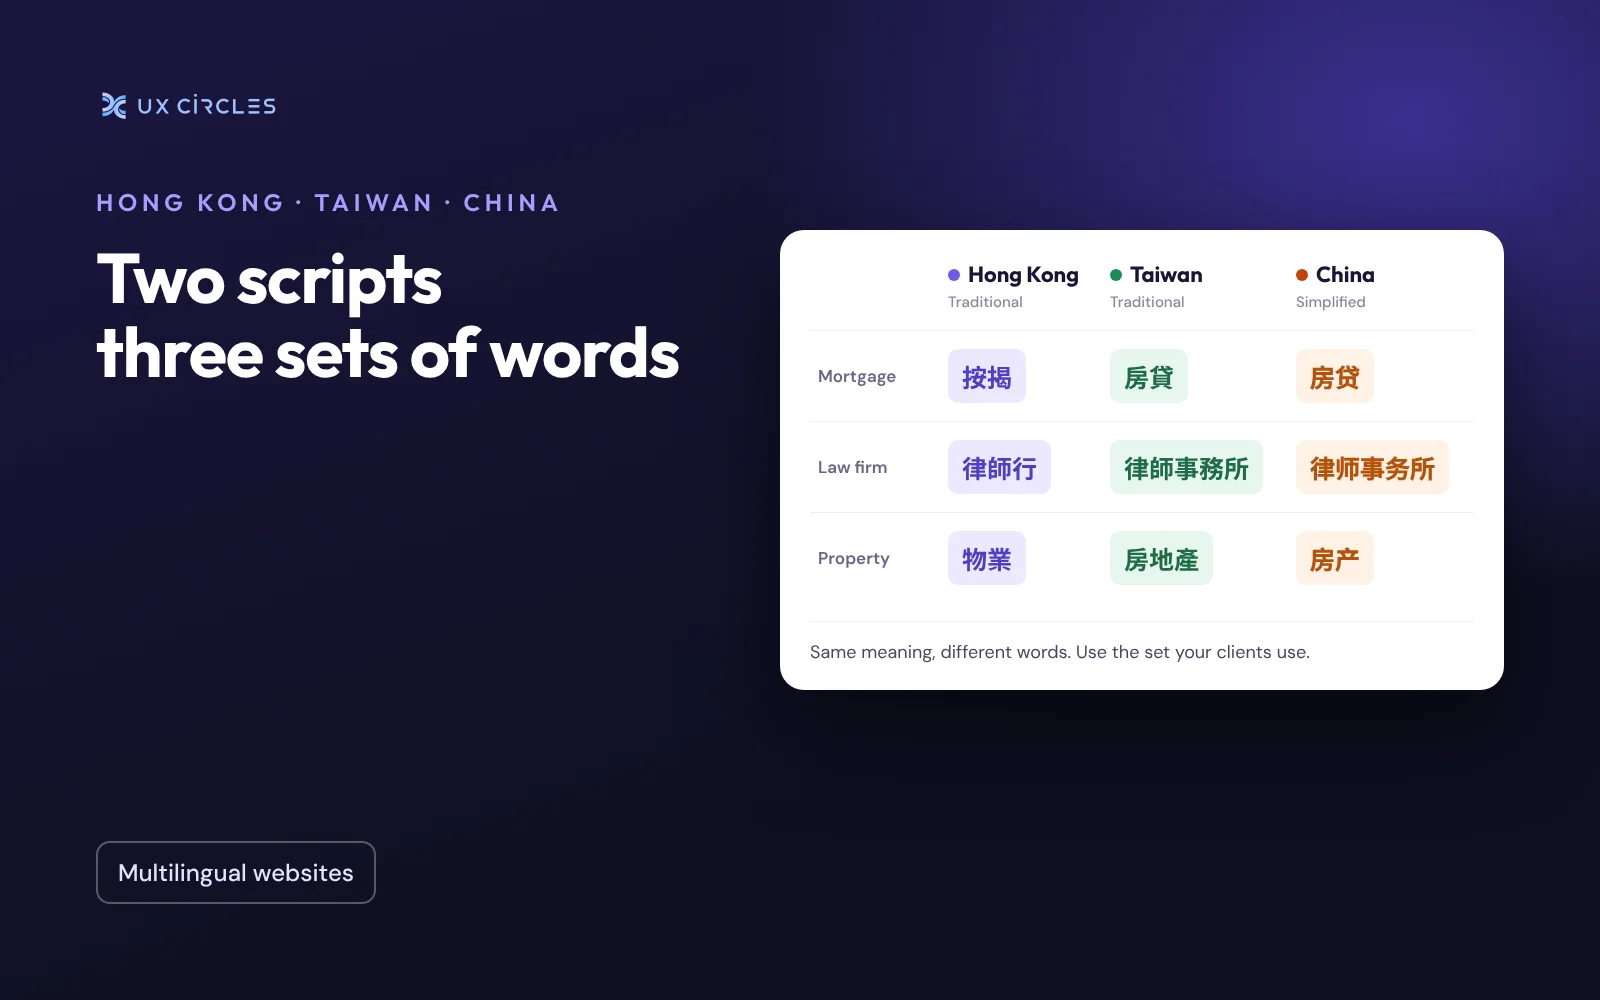 UX CIRCLES
HONG KONG · TAIWAN · CHINA
Two scripts
three sets of words
Hong Kong Taiwan China
Traditional Traditional Simplified
Mortgage 按揭 房貸 房贷
Law firm 律師行 律師事務所 律师事务所
Property 物業 房地產 房产
Same meaning, different words. Use the set your clients use.
Multilingual websites